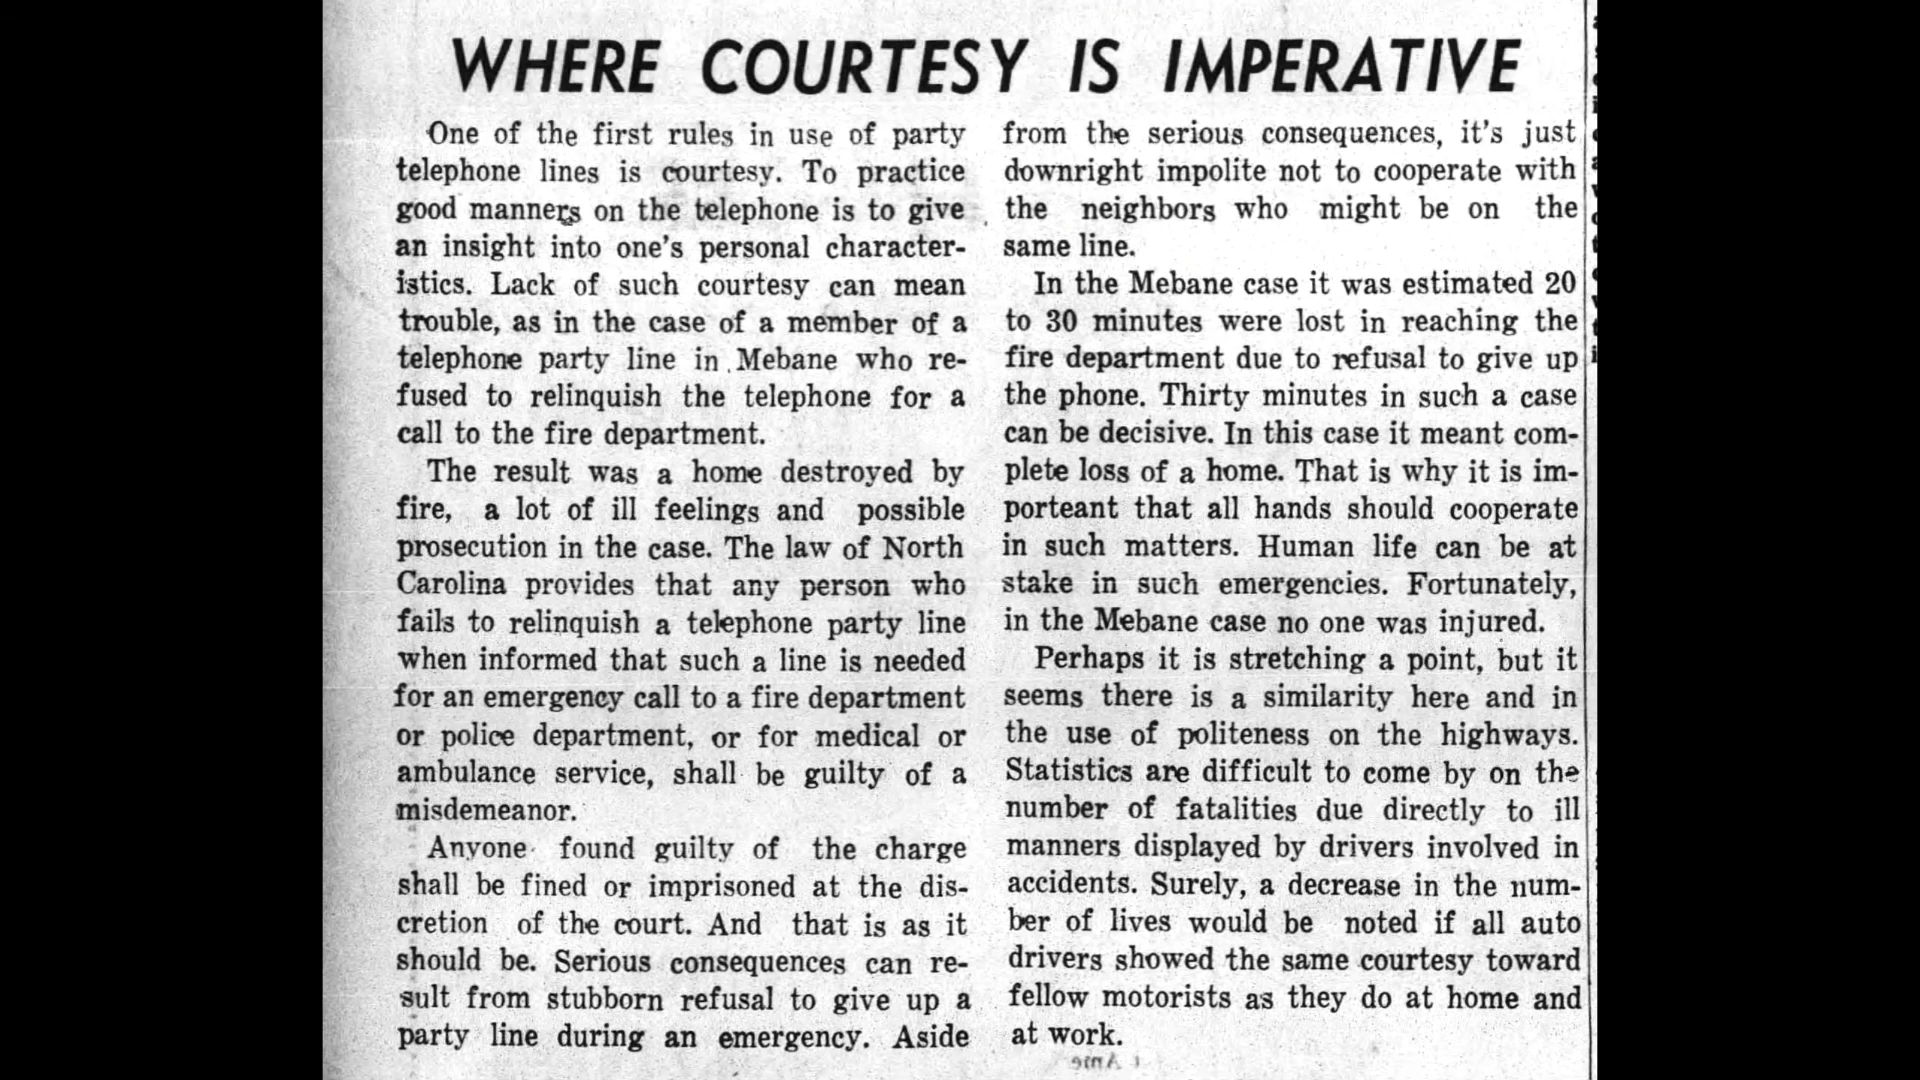 WHERE COURTESY IS IMPERATIVE
One of the first rules in use of party
telephone lines is courtesy. To practice
good manners on the telephone is to give
an insight into one's personal character-
istics. Lack of such courtesy can mean
trouble, as in the case of a member of a
telephone party line in Mebane who re-
fused to relinquish the telephone for a
call to the fire department.
The result was a home destroyed by
fire, a lot of ill feelings and possible
prosecution in the case. The law of North
Carolina provides that any person who
fails to relinquish a telephone party line
when informed that such a line is needed
for an emergency call to a fire department
or police department, or for medical or
ambulance service, shall be guilty of a
misdemeanor.
Anyone found guilty of the charge
shall be fined or imprisoned at the dis-
cretion of the court. And that is as it
should be. Serious consequences can re-
sult from stubborn refusal to give up a
party line during an emergency. Aside
from the serious consequences, it's just
downright impolite not to cooperate with
the neighbors who might be on the
same line.
In the Mebane case it was estimated 20
to 30 minutes were lost in reaching the
fire department due to refusal to give up
the phone. Thirty minutes in such a case
can be decisive. In this case it meant com-
plete loss of a home. That is why it is im-
porteant that all hands should cooperate
in such matters. Human life can be at
stake in such emergencies. Fortunately,
in the Mebane case no one was injured.
Perhaps it is stretching a point, but it
seems there is a similarity here and in
the use of politeness on the highways.
Statistics are difficult to come by on the
number of fatalities due directly to ill
manners displayed by drivers involved in
accidents. Surely, a decrease in the num-
ber of lives would be noted if all auto
drivers showed the same courtesy toward
fellow motorists as they do at home and
at work.